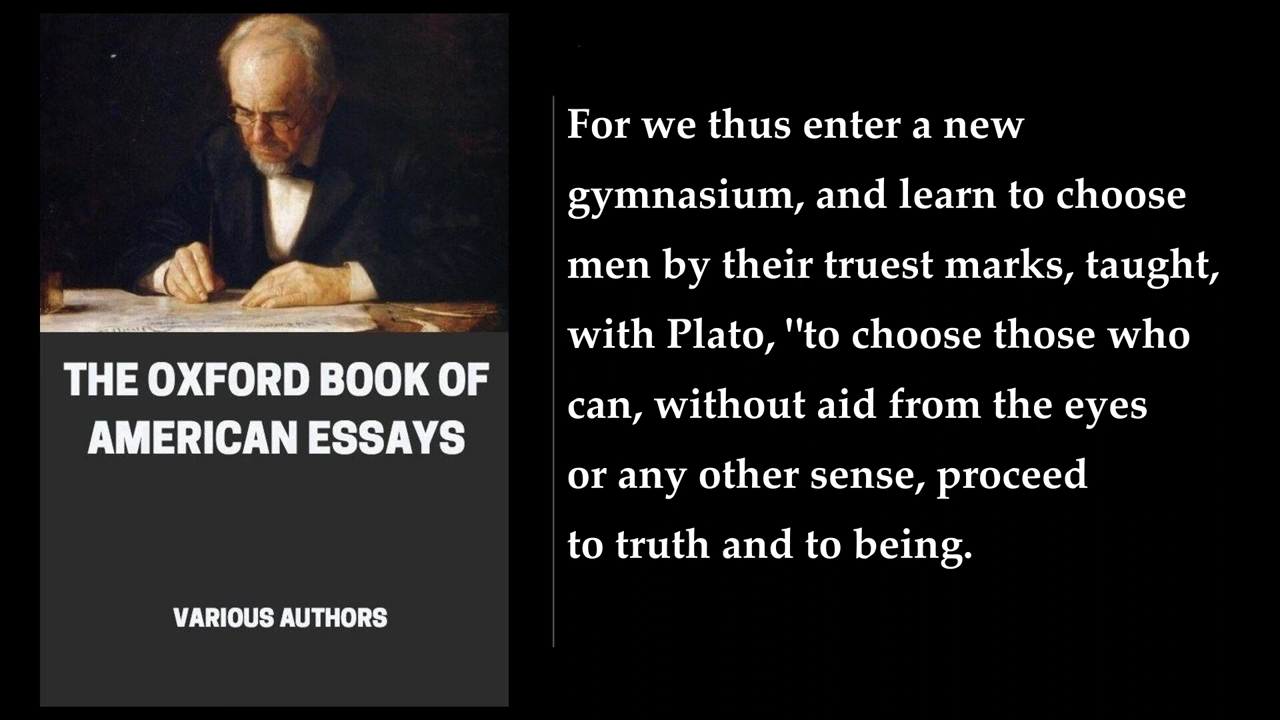 THE OXFORD BOOK OF
AMERICAN ESSAYS
VARIOUS AUTHORS
For we thus enter a new
gymnasium, and learn to choose
men by their truest marks, taught,
with Plato, "to choose those who
can, without aid from the eyes
or any other sense, proceed
to truth and to being.